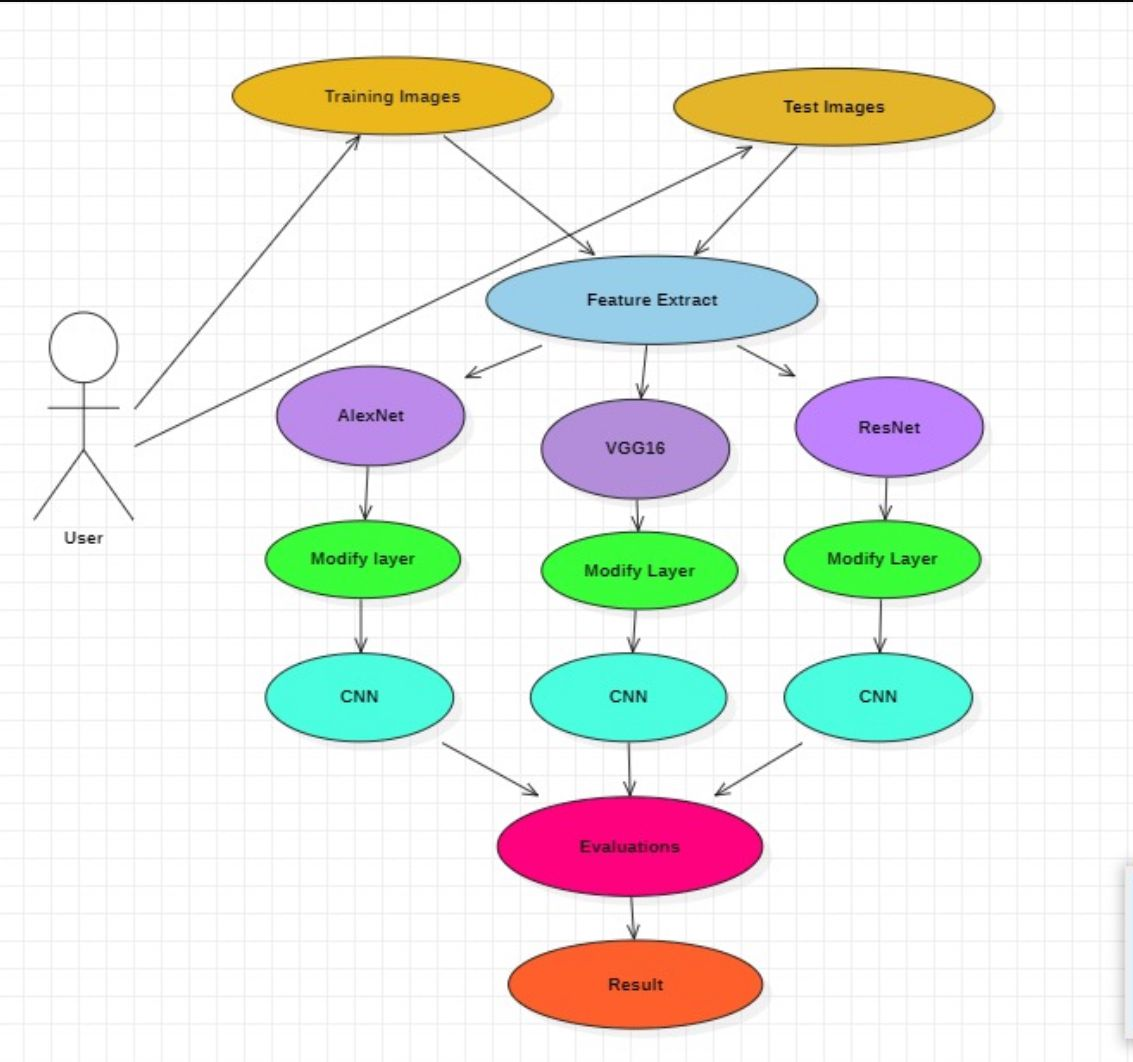 Training Images
Test Images
Feature Extract
AlexNet
VGG16
ResNet
User
Modify layer
Modify Layer
Modify Layer
CNN
CNN
CNN
Evaluations
Result